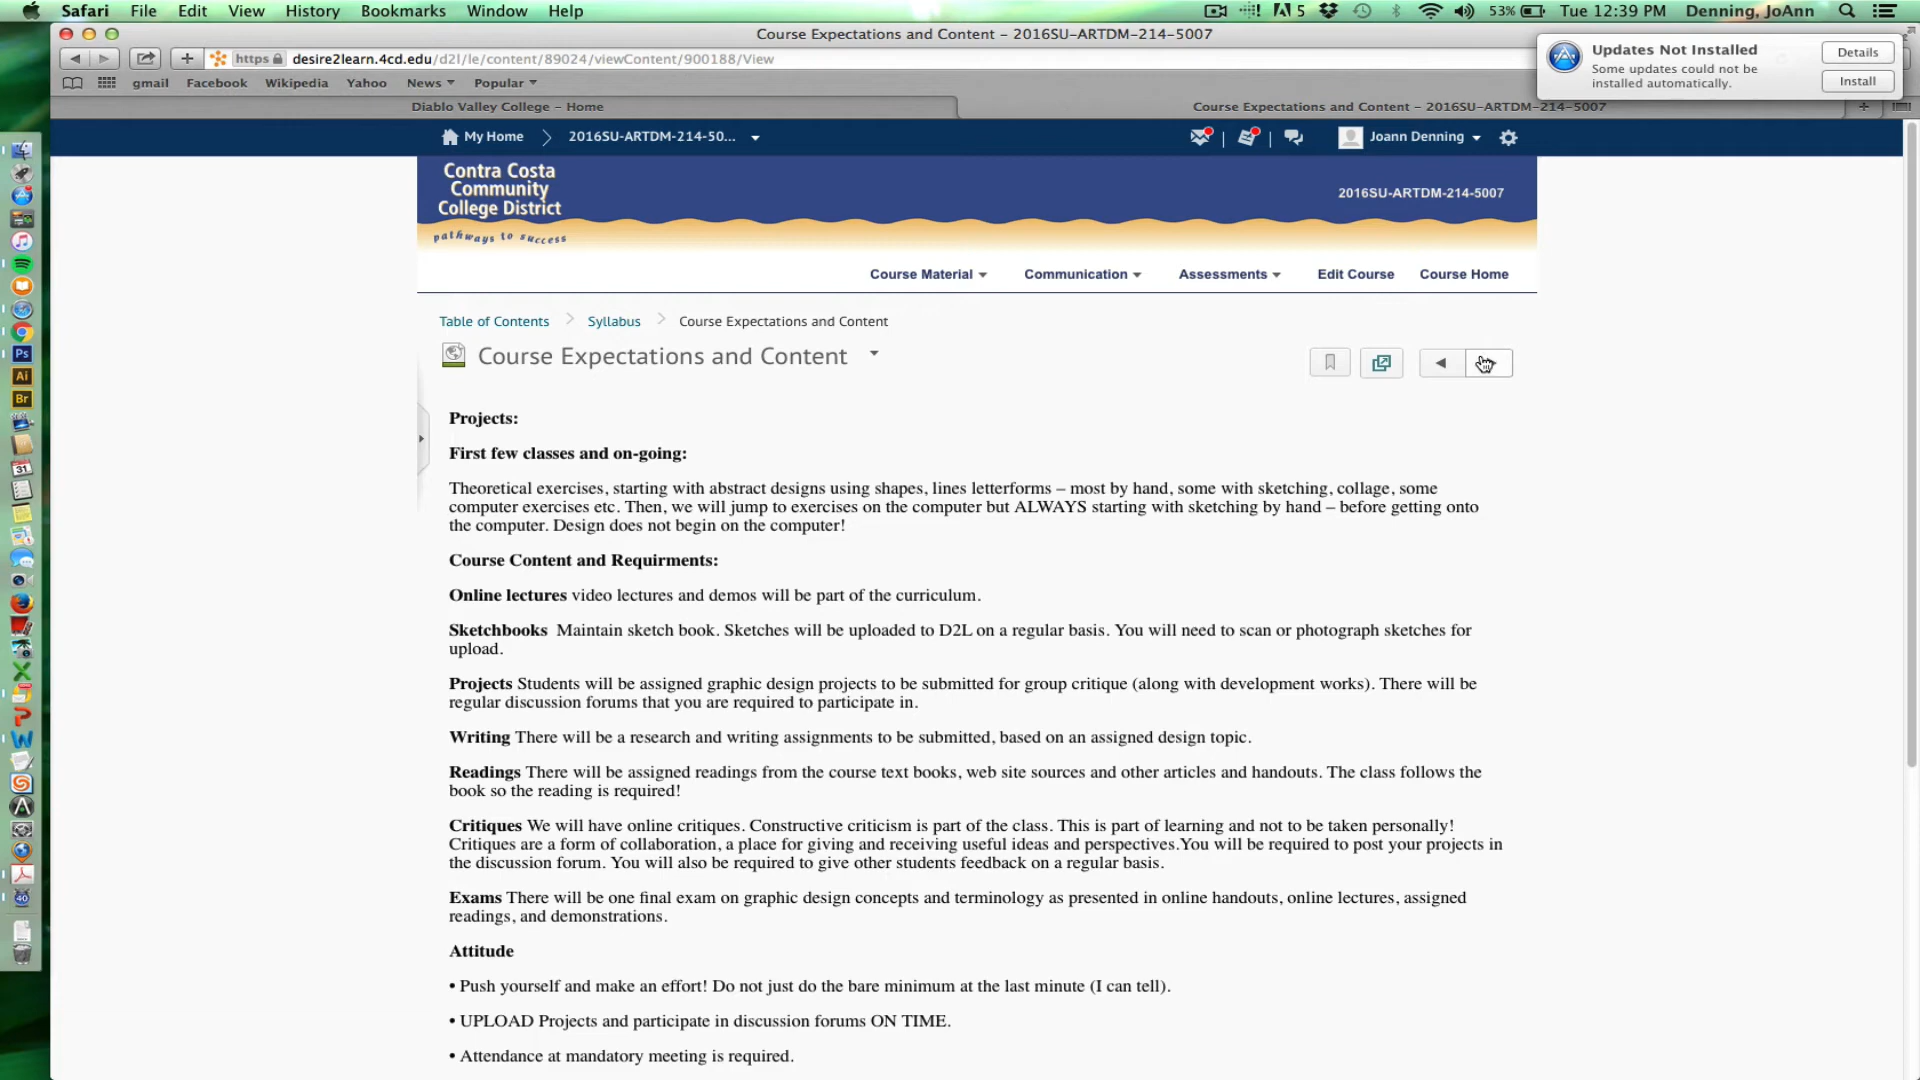 Safari File Edit View History Bookmarks Window Help 5 53% Tue 12:39 PM Denning, JoAnn
Course Expectations and Content – 2016SU-ARTDM-214-5007
https desire2learn.4cd.edu/d2l/le/content/89024/viewContent/900188/View
gmail Facebook Wikipedia Yahoo News Popular
Updates Not Installed
Some updates could not be
installed automatically.
Details
Install
Diablo Valley College – Home
Course Expectations and Content – 2016SU-ARTDM-214-5007
My Home 2016SU-ARTDM-214-50... Joann Denning
Contra Costa
Community
College District
pathways to success
2016SU-ARTDM-214-5007
Course Material Communication Assessments Edit Course Course Home
Table of Contents Syllabus Course Expectations and Content
Course Expectations and Content
Projects:
First few classes and on-going:
Theoretical exercises, starting with abstract designs using shapes, lines letterforms – most by hand, some with sketching, collage, some
computer exercises etc. Then, we will jump to exercises on the computer but ALWAYS starting with sketching by hand – before getting onto
the computer. Design does not begin on the computer!
Course Content and Requirments:
Online lectures video lectures and demos will be part of the curriculum.
Sketchbooks Maintain sketch book. Sketches will be uploaded to D2L on a regular basis. You will need to scan or photograph sketches for
upload.
Projects Students will be assigned graphic design projects to be submitted for group critique (along with development works). There will be
regular discussion forums that you are required to participate in.
Writing There will be a research and writing assignments to be submitted, based on an assigned design topic.
Readings There will be assigned readings from the course text books, web site sources and other articles and handouts. The class follows the
book so the reading is required!
Critiques We will have online critiques. Constructive criticism is part of the class. This is part of learning and not to be taken personally!
Critiques are a form of collaboration, a place for giving and receiving useful ideas and perspectives.You will be required to post your projects in
the discussion forum. You will also be required to give other students feedback on a regular basis.
Exams There will be one final exam on graphic design concepts and terminology as presented in online handouts, online lectures, assigned
readings, and demonstrations.
Attitude
• Push yourself and make an effort! Do not just do the bare minimum at the last minute (I can tell).
• UPLOAD Projects and participate in discussion forums ON TIME.
• Attendance at mandatory meeting is required.
Ps
Ai
Br
31
40